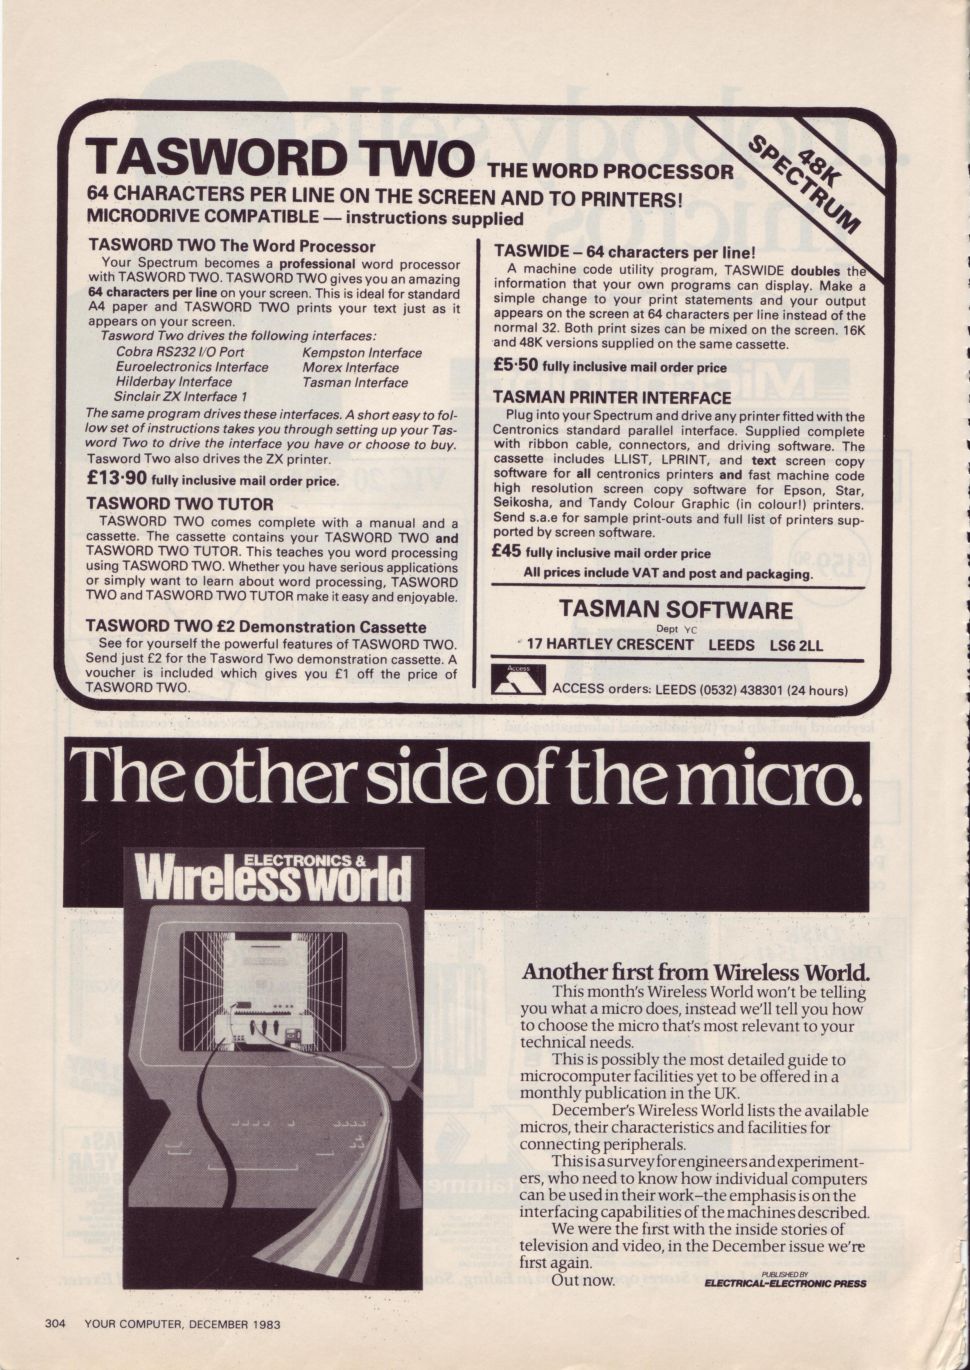 TASWORD TWO THE WORD PROCESSOR
64 CHARACTERS PER LINE ON THE SCREEN AND TO PRINTERS!
MICRODRIVE COMPATIBLE — instructions supplied
48K
SPECTRUM
TASWORD TWO The Word Processor
Your Spectrum becomes a professional word processor
with TASWORD TWO. TASWORD TWO gives you an amazing
64 characters per line on your screen. This is ideal for standard
A4 paper and TASWORD TWO prints your text just as it
appears on your screen.
Tasword Two drives the following interfaces:
Cobra RS232 I/O Port Kempston Interface
Euroelectronics Interface Morex Interface
Hilderbay Interface Tasman Interface
Sinclair ZX Interface 1
The same program drives these interfaces. A short easy to fol-
low set of instructions takes you through setting up your Tas-
word Two to drive the interface you have or choose to buy.
Tasword Two also drives the ZX printer.
£13·90 fully inclusive mail order price.
TASWORD TWO TUTOR
TASWORD TWO comes complete with a manual and a
cassette. The cassette contains your TASWORD TWO and
TASWORD TWO TUTOR. This teaches you word processing
using TASWORD TWO. Whether you have serious applications
or simply want to learn about word processing, TASWORD
TWO and TASWORD TWO TUTOR make it easy and enjoyable.
TASWORD TWO £2 Demonstration Cassette
See for yourself the powerful features of TASWORD TWO.
Send just £2 for the Tasword Two demonstration cassette. A
voucher is included which gives you £1 off the price of
TASWORD TWO.
TASWIDE – 64 characters per line!
A machine code utility program, TASWIDE doubles the
information that your own programs can display. Make a
simple change to your print statements and your output
appears on the screen at 64 characters per line instead of the
normal 32. Both print sizes can be mixed on the screen. 16K
and 48K versions supplied on the same cassette.
£5·50 fully inclusive mail order price
TASMAN PRINTER INTERFACE
Plug into your Spectrum and drive any printer fitted with the
Centronics standard parallel interface. Supplied complete
with ribbon cable, connectors, and driving software. The
cassette includes LLIST, LPRINT, and text screen copy
software for all centronics printers and fast machine code
high resolution screen copy software for Epson, Star,
Seikosha, and Tandy Colour Graphic (in colour!) printers.
Send s.a.e for sample print-outs and full list of printers sup-
ported by screen software.
£45 fully inclusive mail order price
All prices include VAT and post and packaging.
TASMAN SOFTWARE
Dept YC
17 HARTLEY CRESCENT LEEDS LS6 2LL
Access
ACCESS orders: LEEDS (0532) 438301 (24 hours)
The other side of the micro.
ELECTRONICS &
Wireless world
Another first from Wireless World.
This month's Wireless World won't be telling
you what a micro does, instead we'll tell you how
to choose the micro that's most relevant to your
technical needs.
This is possibly the most detailed guide to
microcomputer facilities yet to be offered in a
monthly publication in the UK.
December's Wireless World lists the available
micros, their characteristics and facilities for
connecting peripherals.
This is a survey for engineers and experiment-
ers, who need to know how individual computers
can be used in their work–the emphasis is on the
interfacing capabilities of the machines described.
We were the first with the inside stories of
television and video, in the December issue we're
first again.
Out now.
PUBLISHED BY
ELECTRICAL-ELECTRONIC PRESS
304 YOUR COMPUTER, DECEMBER 1983